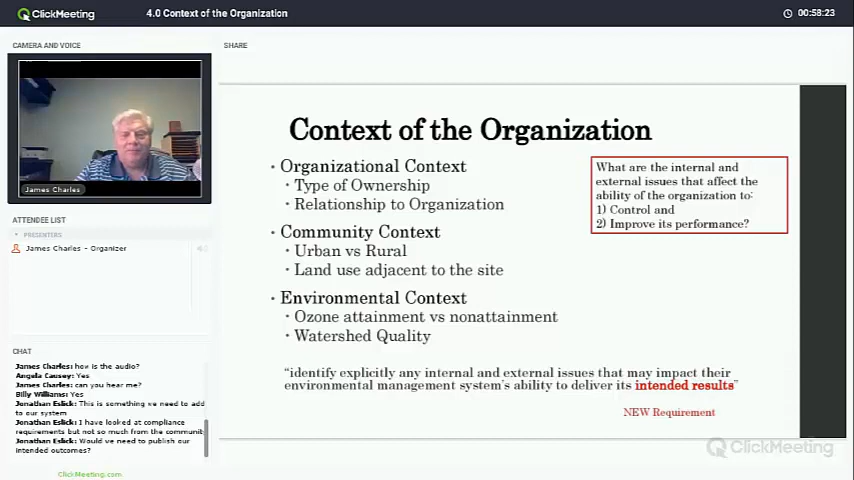 ClickMeeting
4.0 Context of the Organization
00:58:23
CAMERA AND VOICE
SHARE
James Charles
ATTENDEE LIST
PRESENTERS
James Charles - Organizer
CHAT
James Charles: how is the audio?
Angela Causey: Yes
James Charles: can you hear me?
Billy Williams: Yes
Jonathan Eslick: This is something we need to add
to our system
Jonathan Eslick: I have looked at compliance
requirements but not so much from the community
Jonathan Eslick: Would we need to publish our
intended outcomes?
ClickMeeting.com
Context of the Organization
• Organizational Context
• Type of Ownership
• Relationship to Organization
• Community Context
• Urban vs Rural
• Land use adjacent to the site
• Environmental Context
• Ozone attainment vs nonattainment
• Watershed Quality
What are the internal and
external issues that affect the
ability of the organization to:
1) Control and
2) Improve its performance?
“identify explicitly any internal and external issues that may impact their
environmental management system’s ability to deliver its intended results”
NEW Requirement
ClickMeeting